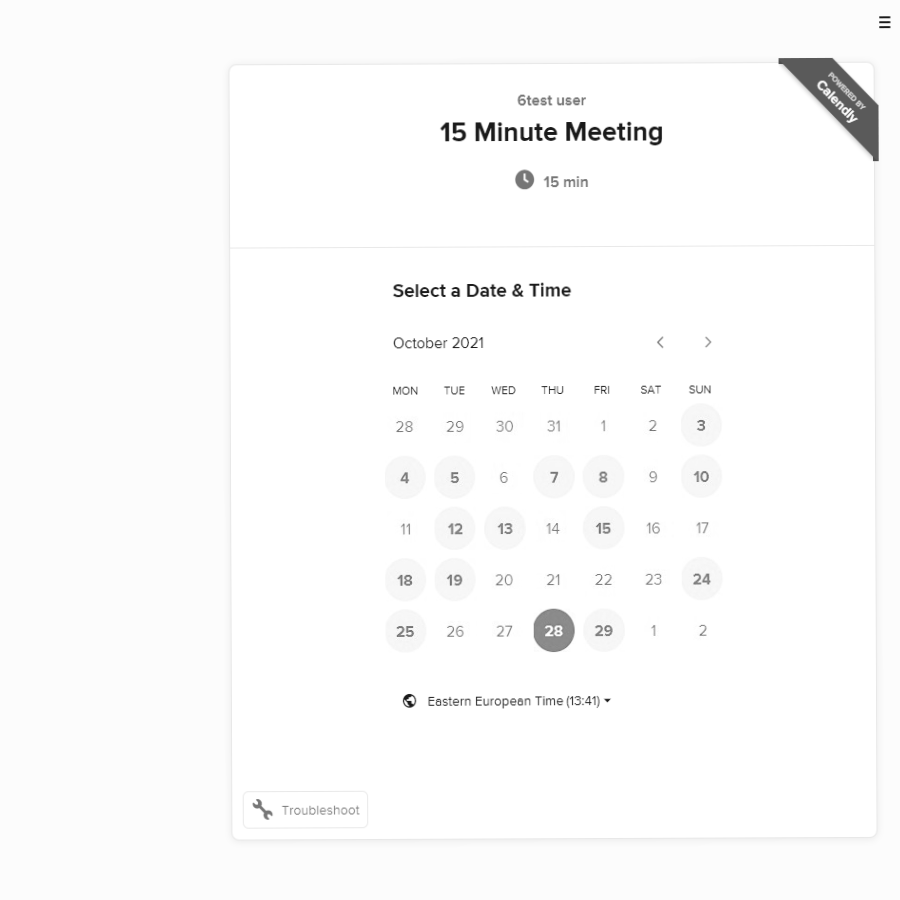 POWERED BY
Calendly
6test user
15 Minute Meeting
15 min
Select a Date & Time
October 2021
MON TUE WED THU FRI SAT SUN
28 29 30 31 1 2 3
4 5 6 7 8 9 10
11 12 13 14 15 16 17
18 19 20 21 22 23 24
25 26 27 28 29 1 2
Eastern European Time (13:41)
Troubleshoot